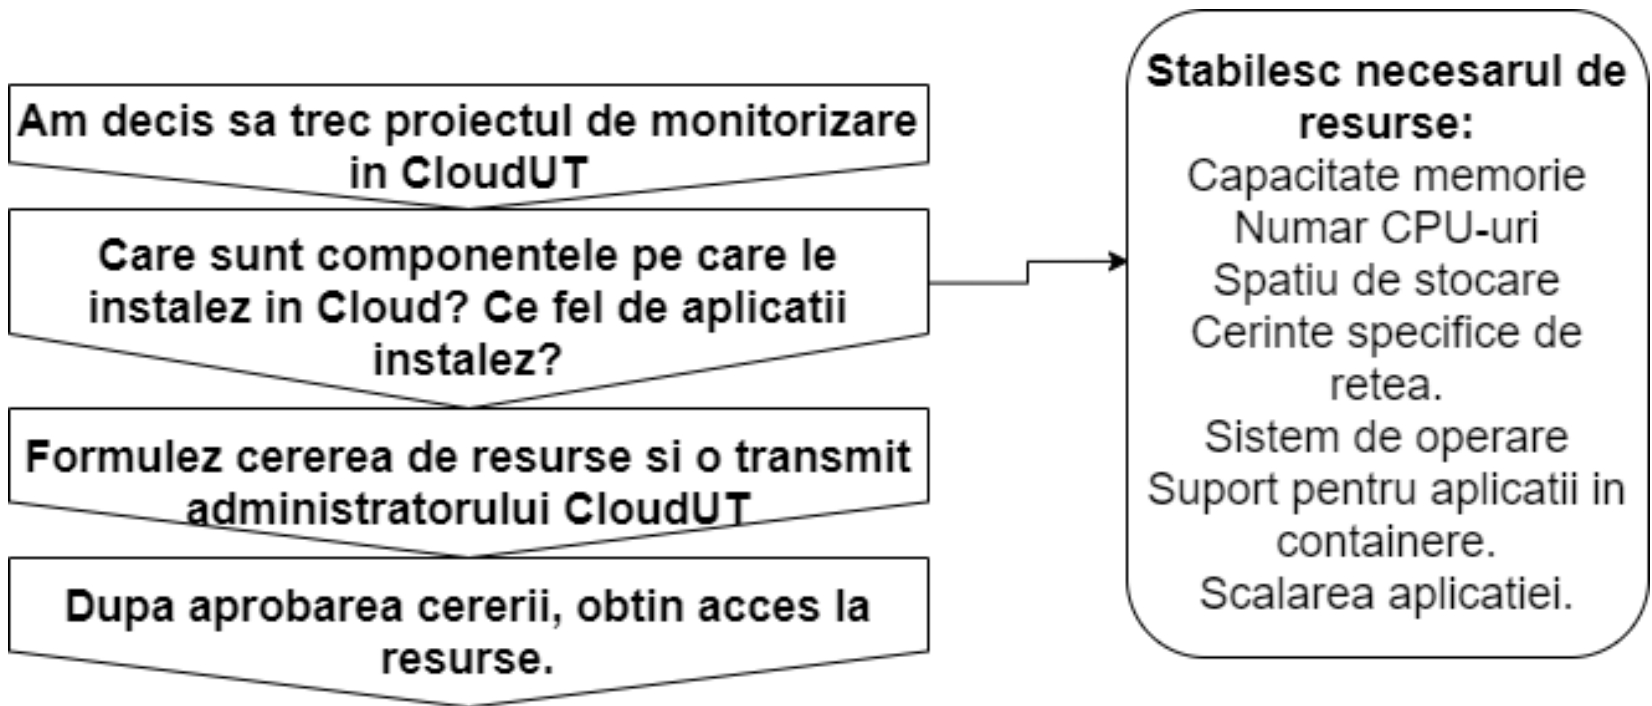 Am decis sa trec proiectul de monitorizare
in CloudUT
Care sunt componentele pe care le
instalez in Cloud? Ce fel de aplicatii
instalez?
Formulez cererea de resurse si o transmit
administratorului CloudUT
Dupa aprobarea cererii, obtin acces la
resurse.
Stabilesc necesarul de
resurse:
Capacitate memorie
Numar CPU-uri
Spatiu de stocare
Cerinte specifice de
retea.
Sistem de operare
Suport pentru aplicatii in
containere.
Scalarea aplicatiei.